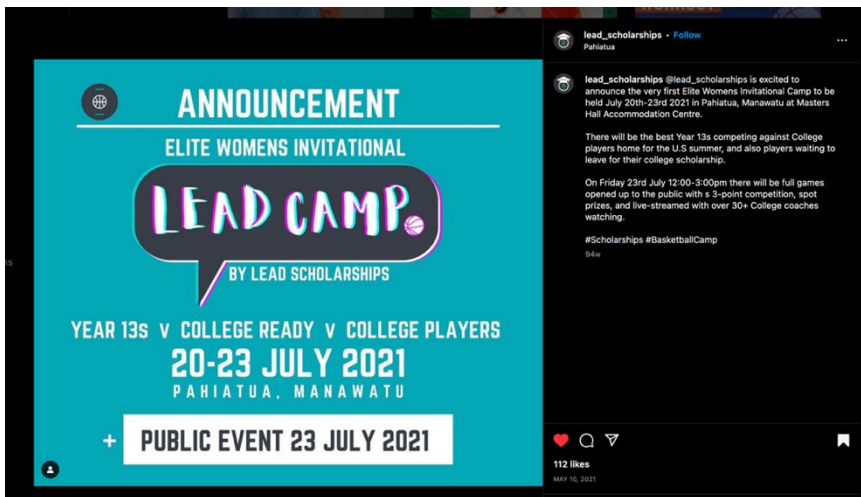 WORKOUT
ANNOUNCEMENT
ELITE WOMENS INVITATIONAL
LEAD CAMP.
BY LEAD SCHOLARSHIPS
YEAR 13s V COLLEGE READY V COLLEGE PLAYERS
20-23 JULY 2021
PAHIATUA, MANAWATU
+ PUBLIC EVENT 23 JULY 2021
lead_scholarships • Follow
Pahiatua
lead_scholarships @lead_scholarships is excited to
announce the very first Elite Womens Invitational Camp to be
held July 20th-23rd 2021 in Pahiatua, Manawatu at Masters
Hall Accommodation Centre.
There will be the best Year 13s competing against College
players home for the U.S summer, and also players waiting to
leave for their college scholarship.
On Friday 23rd July 12:00-3:00pm there will be full games
opened up to the public with s 3-point competition, spot
prizes, and live-streamed with over 30+ College coaches
watching.
#Scholarships #BasketballCamp
94w
112 likes
MAY 10, 2021